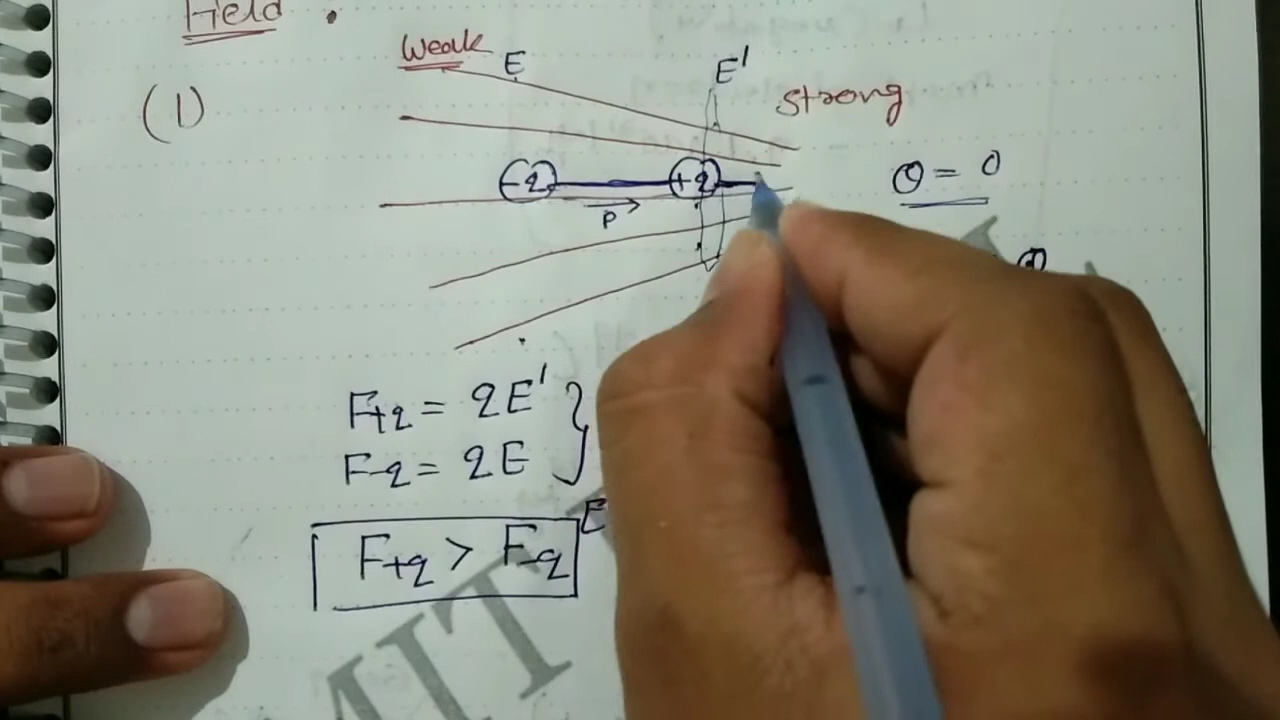 Field .
Weak
E
E'
Strong
(1)
-q
+q
P
θ = 0
F+q = qE'
F-q = qE
F+q > F-q
E